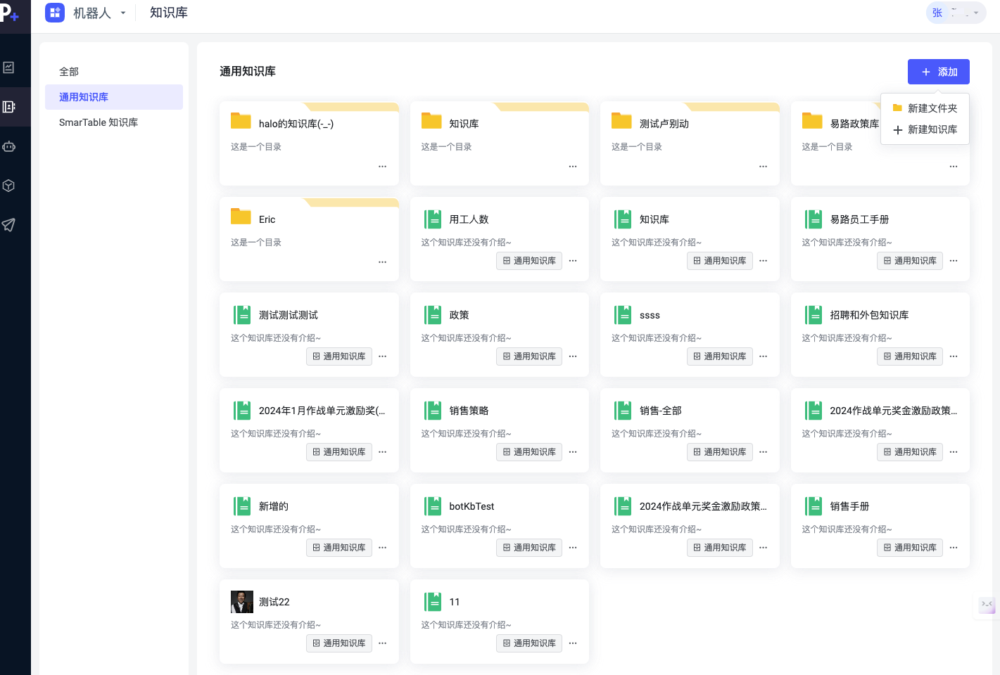 P+
机器人
知识库
张
全部
通用知识库
SmarTable 知识库
通用知识库
添加
新建文件夹
新建知识库
halo的知识库(-_-)
这是一个目录
知识库
这是一个目录
测试卢别动
这是一个目录
易路政策库
这是一个目录
Eric
这是一个目录
用工人数
这个知识库还没有介绍~
通用知识库
知识库
这个知识库还没有介绍~
通用知识库
易路员工手册
这个知识库还没有介绍~
通用知识库
测试测试测试
这个知识库还没有介绍~
通用知识库
政策
这个知识库还没有介绍~
通用知识库
ssss
这个知识库还没有介绍~
通用知识库
招聘和外包知识库
这个知识库还没有介绍~
通用知识库
2024年1月作战单元激励奖(...
这个知识库还没有介绍~
通用知识库
销售策略
这个知识库还没有介绍~
通用知识库
销售-全部
这个知识库还没有介绍~
通用知识库
2024作战单元奖金激励政策...
这个知识库还没有介绍~
通用知识库
新增的
这个知识库还没有介绍~
通用知识库
botKbTest
这个知识库还没有介绍~
通用知识库
2024作战单元奖金激励政策...
这个知识库还没有介绍~
通用知识库
销售手册
这个知识库还没有介绍~
通用知识库
测试22
这个知识库还没有介绍~
通用知识库
11
这个知识库还没有介绍~
通用知识库